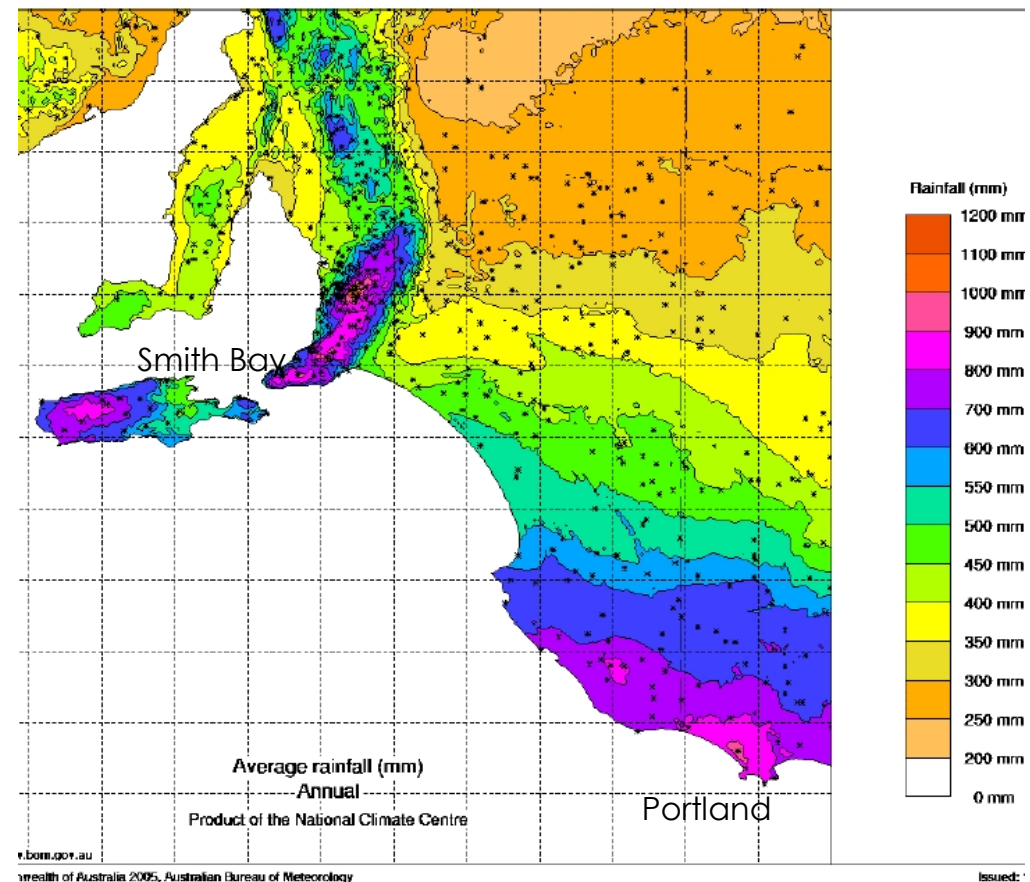 Smith Bay
Portland
Average rainfall (mm)
Annual
Product of the National Climate Centre
Rainfall (mm)
1200 mm
1100 mm
1000 mm
900 mm
800 mm
700 mm
600 mm
550 mm
500 mm
450 mm
400 mm
350 mm
300 mm
250 mm
200 mm
0 mm
.bom.gov.au
wealth of Australia 2005, Australian Bureau of Meteorology
Issued: